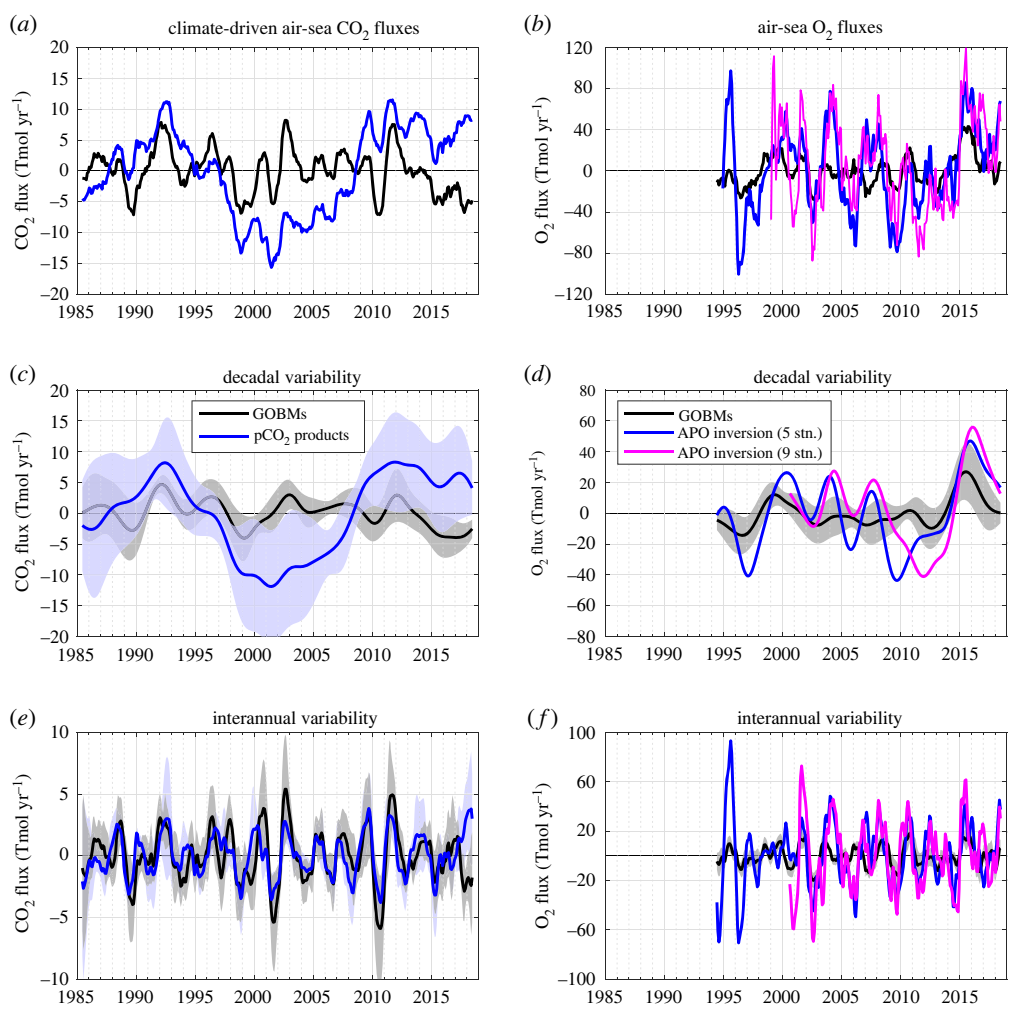 (a) climate-driven air-sea CO2 fluxes
CO2 flux (Tmol yr−1)
20
15
10
5
0
−5
−10
−15
−20
1985 1990 1995 2000 2005 2010 2015
(b) air-sea O2 fluxes
O2 flux (Tmol yr−1)
120
80
40
0
−40
−80
−120
1985 1990 1995 2000 2005 2010 2015
(c) decadal variability
CO2 flux (Tmol yr−1)
20
15
10
5
0
−5
−10
−15
−20
GOBMs
pCO2 products
1985 1990 1995 2000 2005 2010 2015
(d) decadal variability
O2 flux (Tmol yr−1)
80
60
40
20
0
−20
−40
−60
−80
GOBMs
APO inversion (5 stn.)
APO inversion (9 stn.)
1985 1990 1995 2000 2005 2010 2015
(e) interannual variability
CO2 flux (Tmol yr−1)
10
5
0
−5
−10
1985 1990 1995 2000 2005 2010 2015
(f) interannual variability
O2 flux (Tmol yr−1)
100
60
20
−20
−60
−100
1985 1990 1995 2000 2005 2010 2015